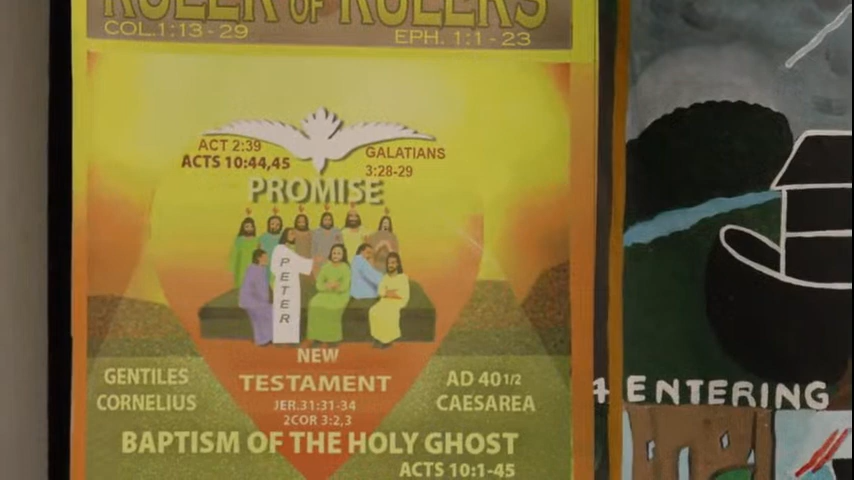 RULER OF RULERS
COL.1:13-29
EPH. 1:1-23
ACT 2:39
ACTS 10:44,45
GALATIANS
3:28-29
PROMISE
PETER
NEW
TESTAMENT
JER.31:31-34
2COR 3:2,3
GENTILES
CORNELIUS
AD 40 1/2
CAESAREA
BAPTISM OF THE HOLY GHOST
ACTS 10:1-45
4 ENTERING